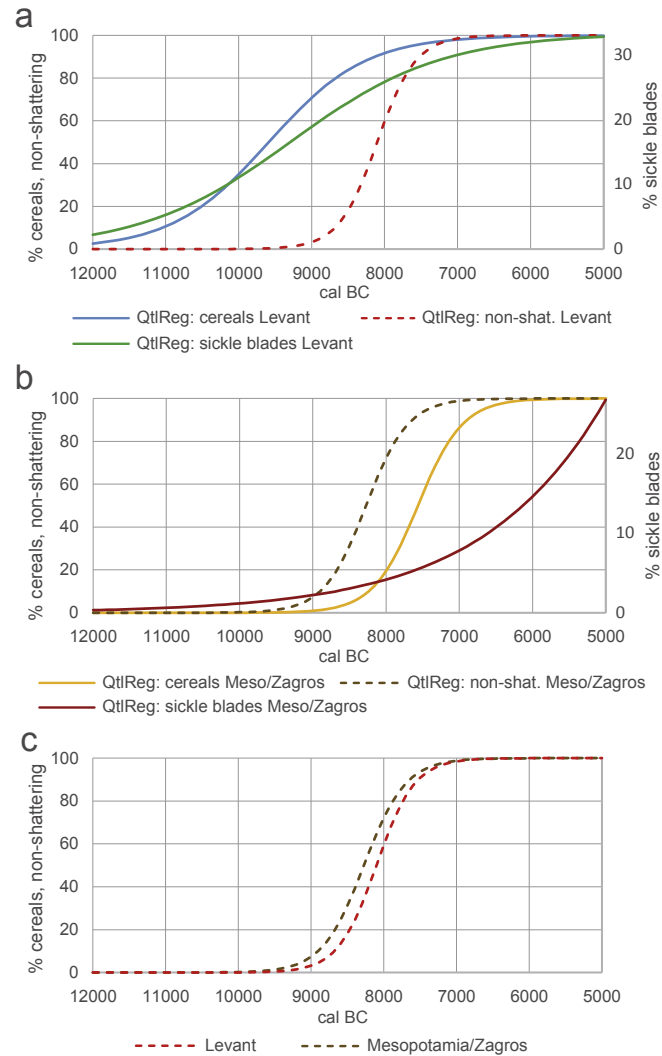 a
% cereals, non-shattering
100
80
60
40
20
0
% sickle blades
30
20
10
0
12000 11000 10000 9000 8000 7000 6000 5000
cal BC
QtlReg: cereals Levant QtlReg: non-shat. Levant
QtlReg: sickle blades Levant
b
% cereals, non-shattering
100
80
60
40
20
0
% sickle blades
20
10
0
12000 11000 10000 9000 8000 7000 6000 5000
cal BC
QtlReg: cereals Meso/Zagros QtlReg: non-shat. Meso/Zagros
QtlReg: sickle blades Meso/Zagros
c
% cereals, non-shattering
100
80
60
40
20
0
12000 11000 10000 9000 8000 7000 6000 5000
cal BC
Levant Mesopotamia/Zagros